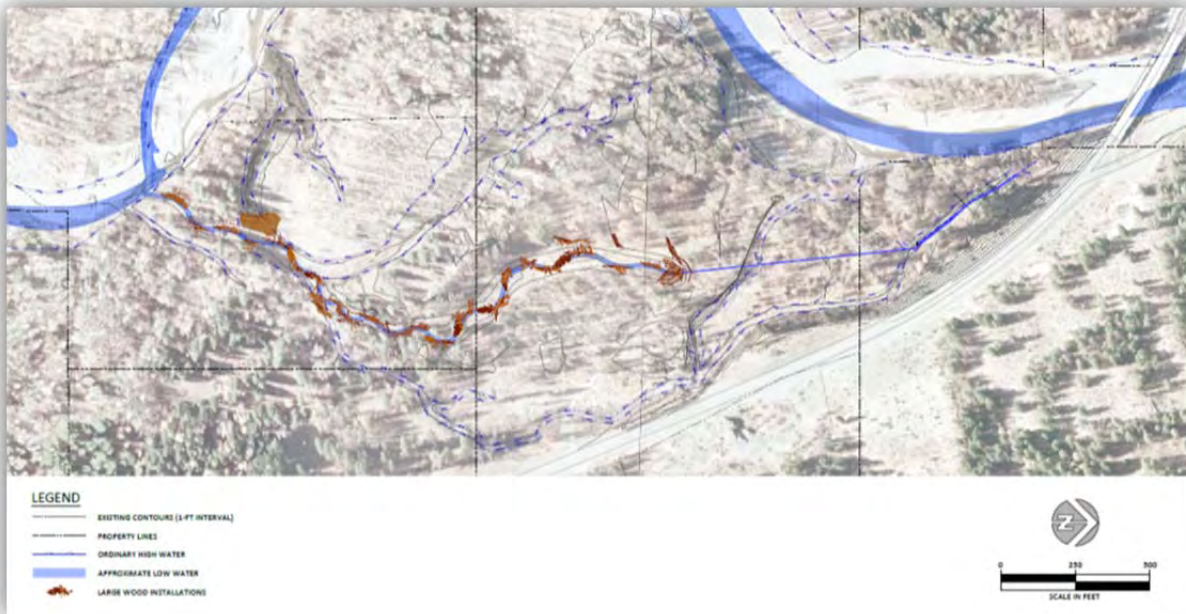 LEGEND
EXISTING CONTOURS (1-FT INTERVAL)
PROPERTY LINES
ORDINARY HIGH WATER
APPROXIMATE LOW WATER
LARGE WOOD INSTALLATIONS
Z
0 250 500
SCALE IN FEET